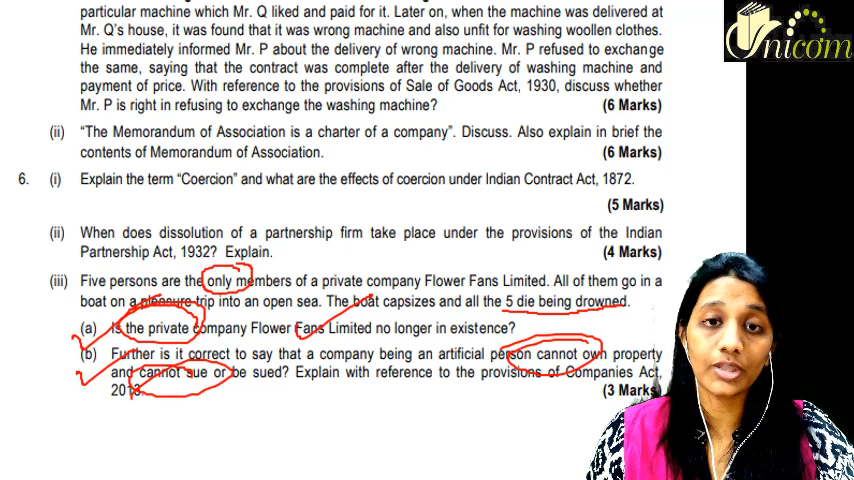 particular machine which Mr. Q liked and paid for it. Later on, when the machine was delivered at
Mr. Q's house, it was found that it was wrong machine and also unfit for washing woollen clothes.
He immediately informed Mr. P about the delivery of wrong machine. Mr. P refused to exchange
the same, saying that the contract was complete after the delivery of washing machine and
payment of price. With reference to the provisions of Sale of Goods Act, 1930, discuss whether
Mr. P is right in refusing to exchange the washing machine? (6 Marks)
(ii) “The Memorandum of Association is a charter of a company”. Discuss. Also explain in brief the
contents of Memorandum of Association. (6 Marks)
6. (i) Explain the term “Coercion” and what are the effects of coercion under Indian Contract Act, 1872.
(5 Marks)
(ii) When does dissolution of a partnership firm take place under the provisions of the Indian
Partnership Act, 1932? Explain. (4 Marks)
(iii) Five persons are the only members of a private company Flower Fans Limited. All of them go in a
boat on a pleasure trip into an open sea. The boat capsizes and all the 5 die being drowned.
(a) Is the private company Flower Fans Limited no longer in existence?
(b) Further is it correct to say that a company being an artificial person cannot own property
and cannot sue or be sued? Explain with reference to the provisions of Companies Act,
2013. (3 Marks)
Unicom